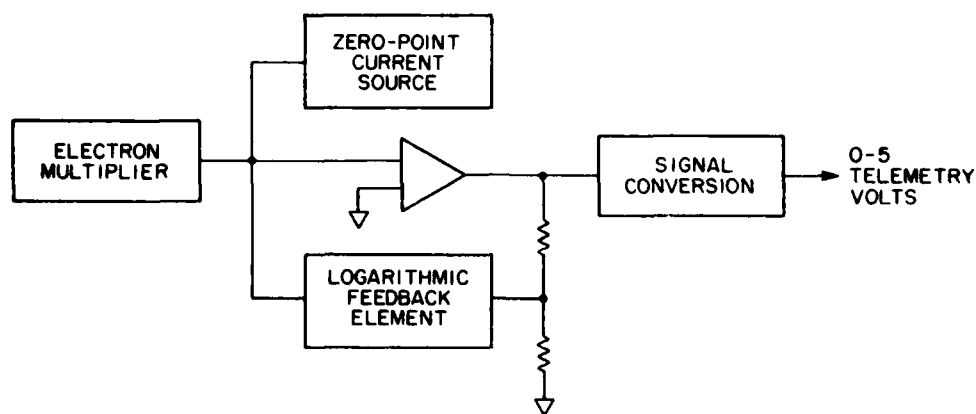 ZERO-POINT
CURRENT
SOURCE
ELECTRON
MULTIPLIER
SIGNAL
CONVERSION
0-5
TELEMETRY
VOLTS
LOGARITHMIC
FEEDBACK
ELEMENT